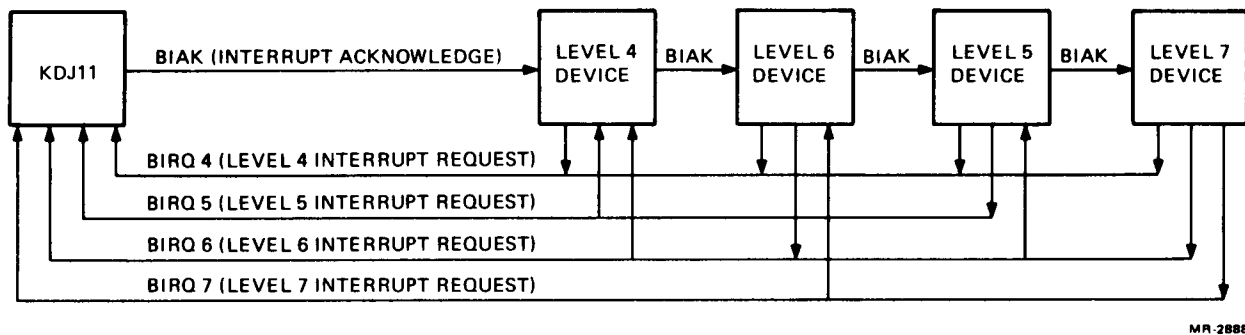 KDJ11
BIAK (INTERRUPT ACKNOWLEDGE)
LEVEL 4
DEVICE
BIAK
LEVEL 6
DEVICE
BIAK
LEVEL 5
DEVICE
BIAK
LEVEL 7
DEVICE
BIRQ 4 (LEVEL 4 INTERRUPT REQUEST)
BIRQ 5 (LEVEL 5 INTERRUPT REQUEST)
BIRQ 6 (LEVEL 6 INTERRUPT REQUEST)
BIRQ 7 (LEVEL 7 INTERRUPT REQUEST)